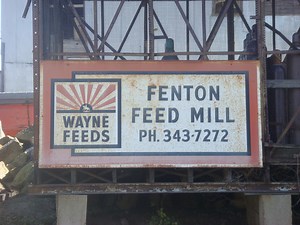 WAYNE
FEEDS
FENTON
FEED MILL
PH. 343-7272